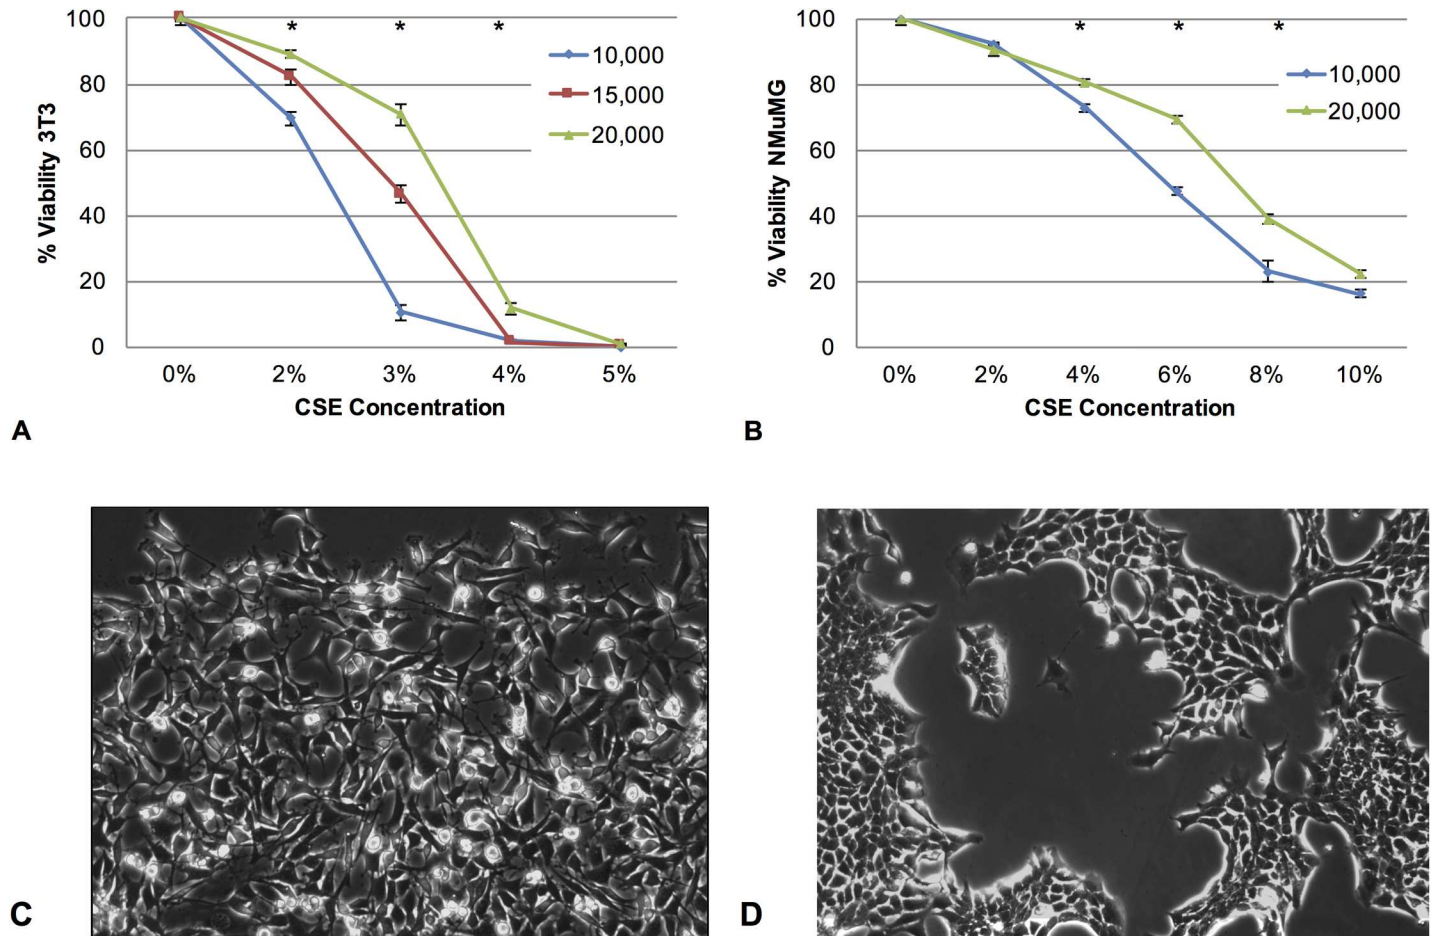 100
80
60
40
20
0
% Viability 3T3
* * *
10,000
15,000
20,000
0% 2% 3% 4% 5%
CSE Concentration
A
100
80
60
40
20
0
% Viability NMuMG
* * *
10,000
20,000
0% 2% 4% 6% 8% 10%
CSE Concentration
B
C
D